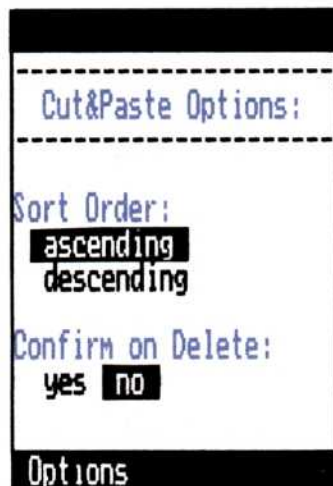 Cut&Paste Options:
Sort Order:
ascending
descending
Confirm on Delete:
yes no
Options